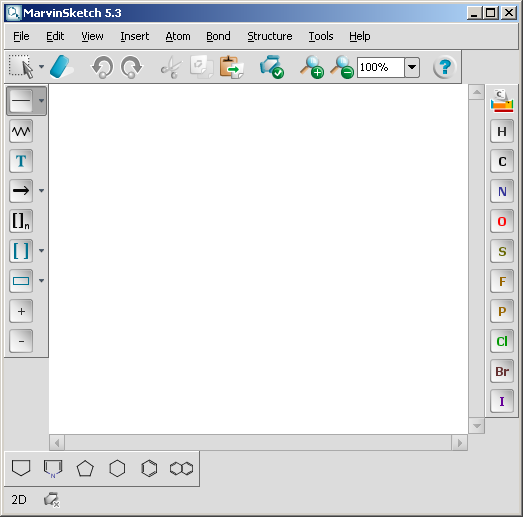 MarvinSketch 5.3
File Edit View Insert Atom Bond Structure Tools Help
100% ?
C
H
T
C
N
[]n
O
[ ]
S
F
+
P
-
Cl
Br
I
N
2D